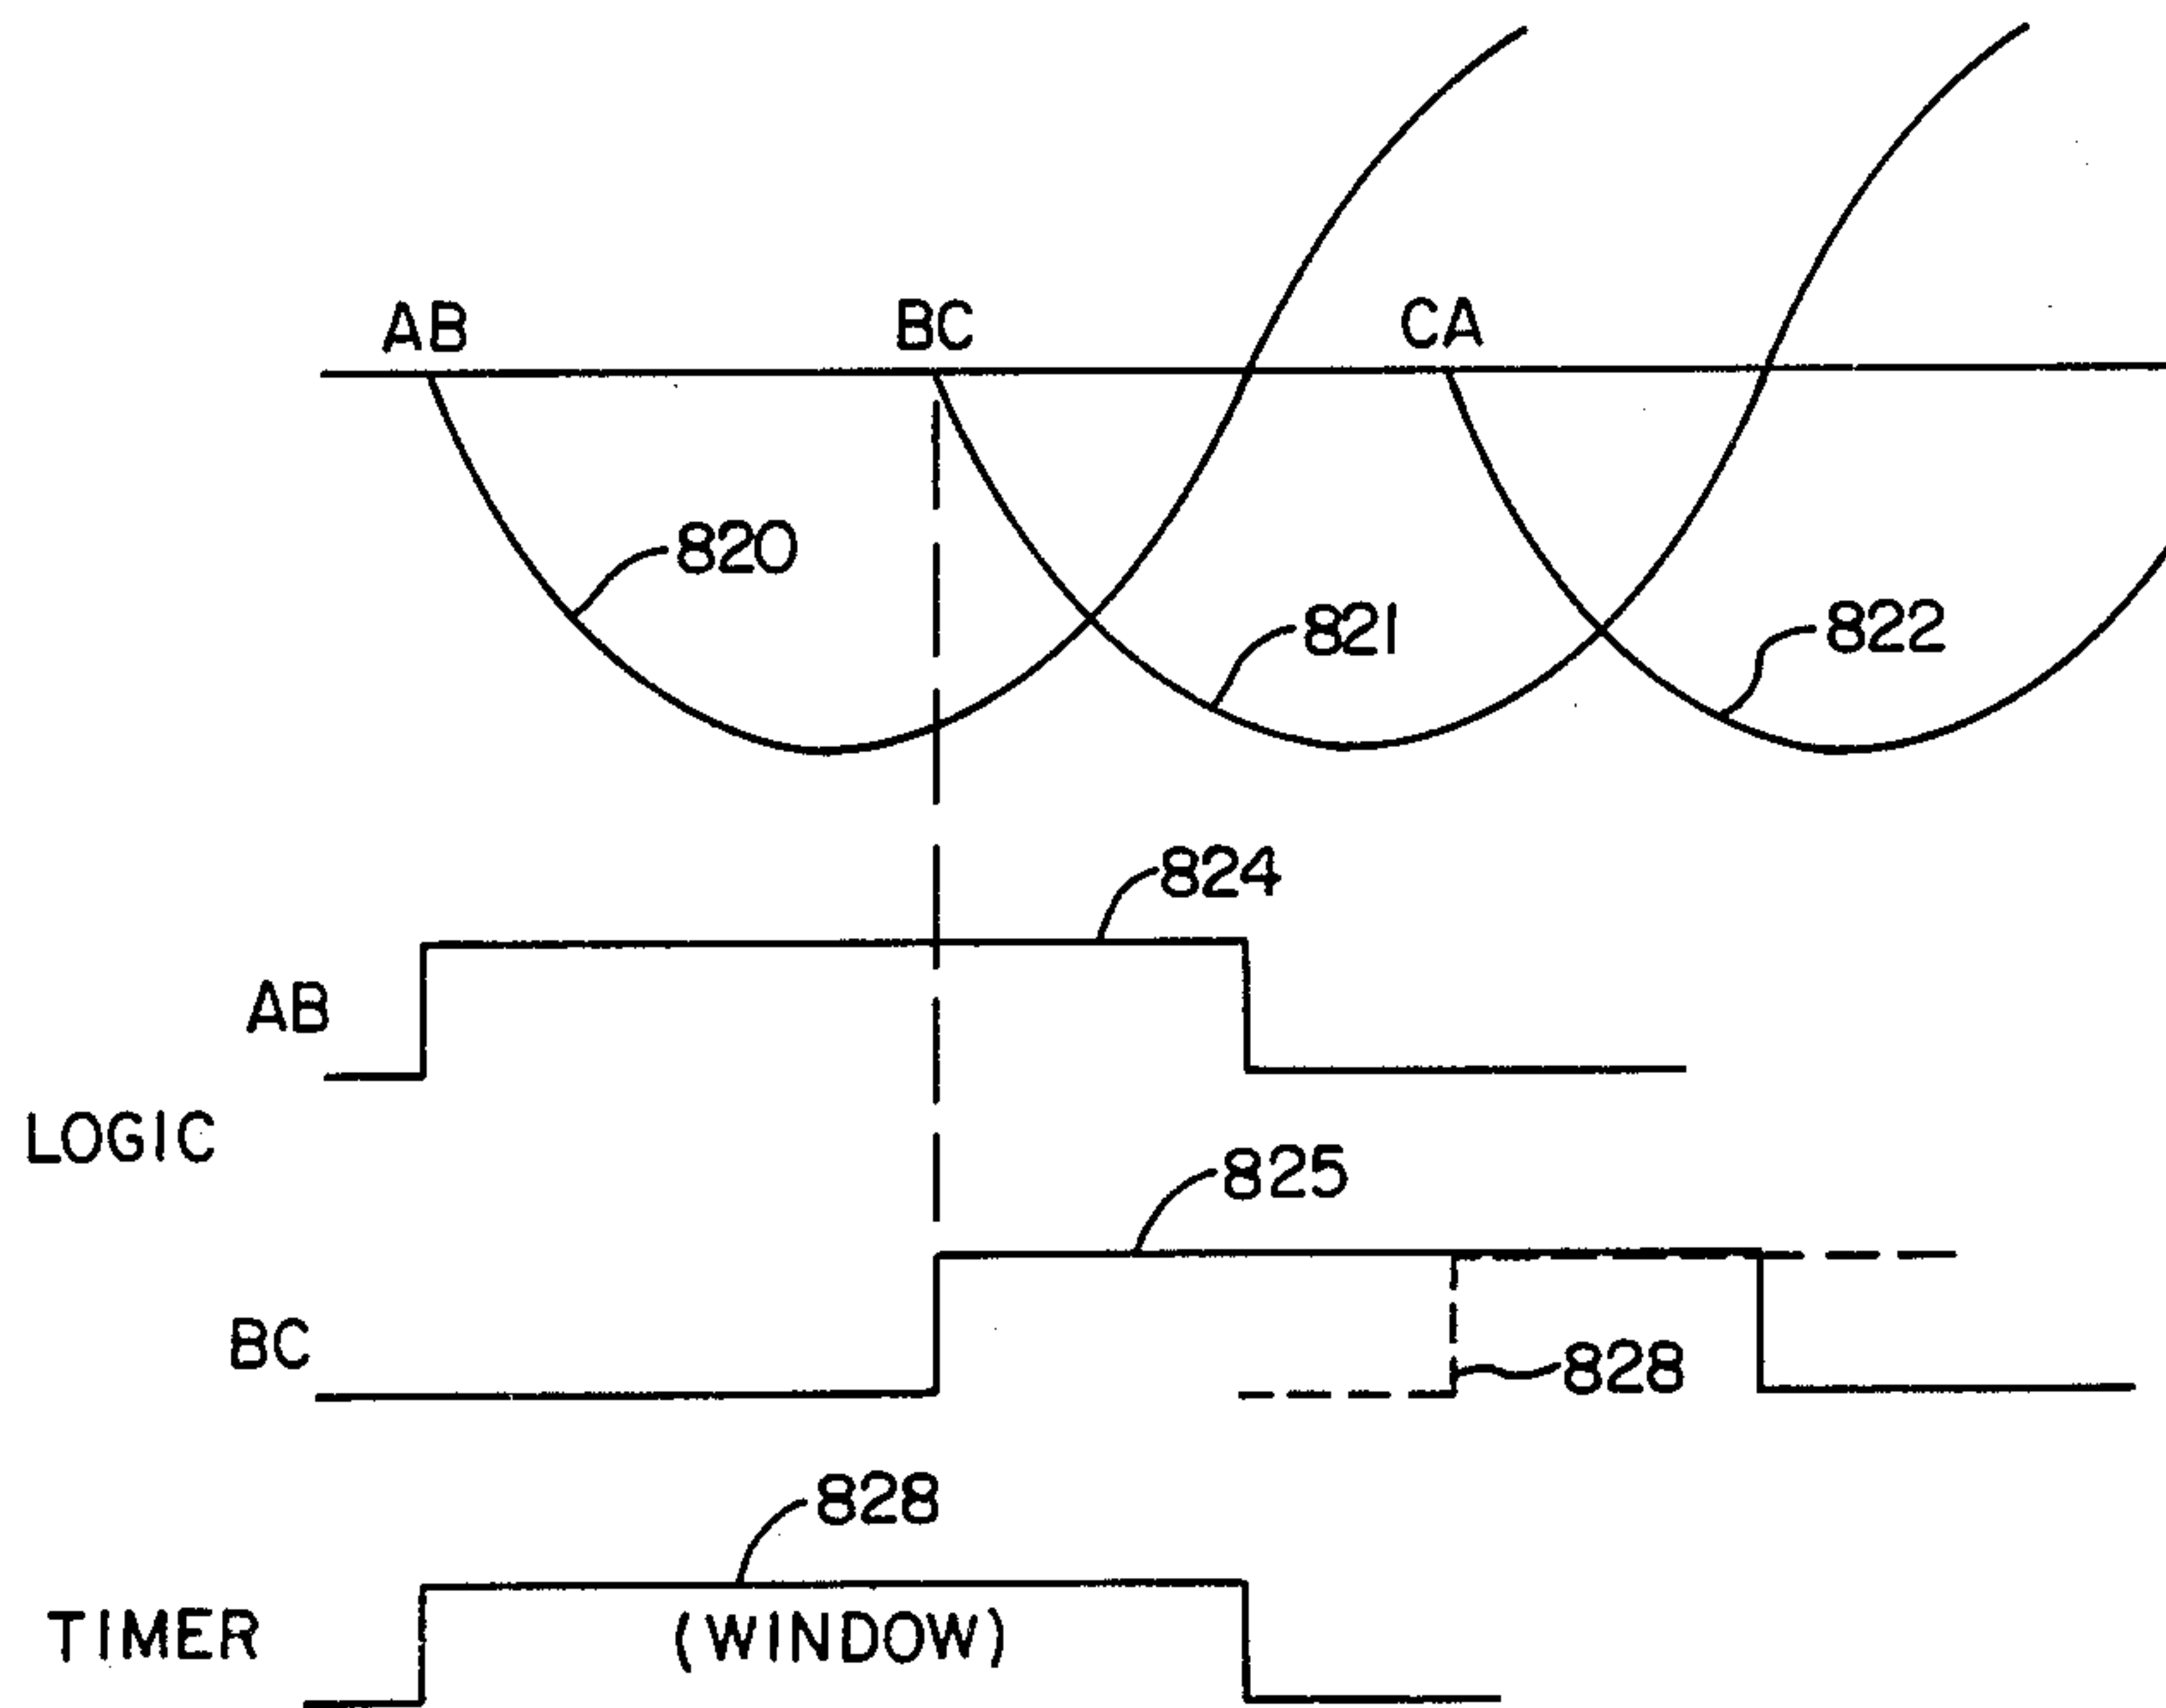 AB BC CA
820
821
822
824
AB
LOGIC
825
BC
828
828
TIMER
(WINDOW)